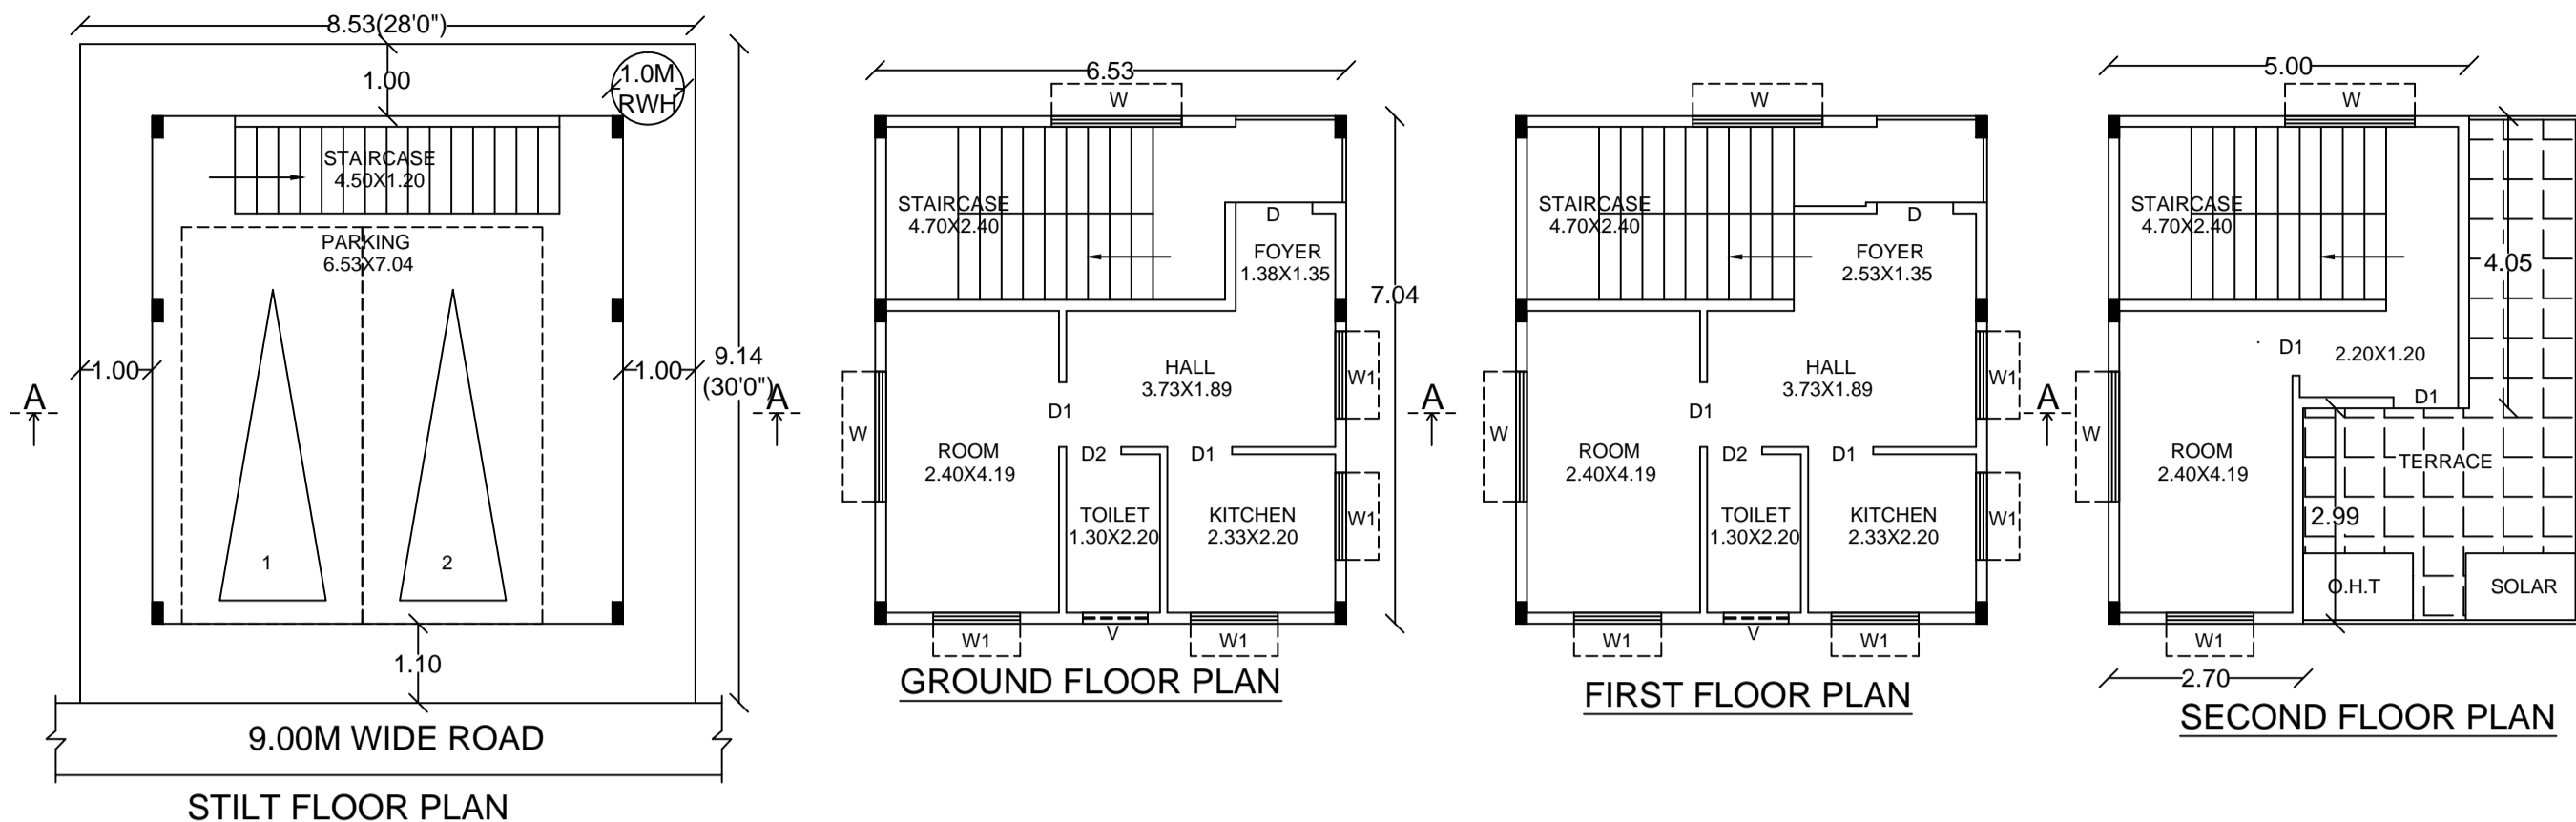 8.53(28'0")
1.00
1.0M
RWH
STAIRCASE
4.50X1.20
PARKING
6.53X7.04
1.00
1.00
9.14
(30'0")
A
A
1
2
1.10
9.00M WIDE ROAD
STILT FLOOR PLAN
6.53
W
STAIRCASE
4.70X2.40
D
FOYER
1.38X1.35
7.04
HALL
3.73X1.89
W1
D1
W
ROOM
2.40X4.19
D2
D1
TOILET
1.30X2.20
KITCHEN
2.33X2.20
W1
W1
V
W1
GROUND FLOOR PLAN
W
STAIRCASE
4.70X2.40
D
FOYER
2.53X1.35
HALL
3.73X1.89
W1
A
A
D1
W
ROOM
2.40X4.19
D2
D1
TOILET
1.30X2.20
KITCHEN
2.33X2.20
W1
W1
V
W1
FIRST FLOOR PLAN
5.00
W
STAIRCASE
4.70X2.40
4.05
D1
2.20X1.20
D1
W
ROOM
2.40X4.19
TERRACE
2.99
O.H.T
SOLAR
W1
2.70
SECOND FLOOR PLAN